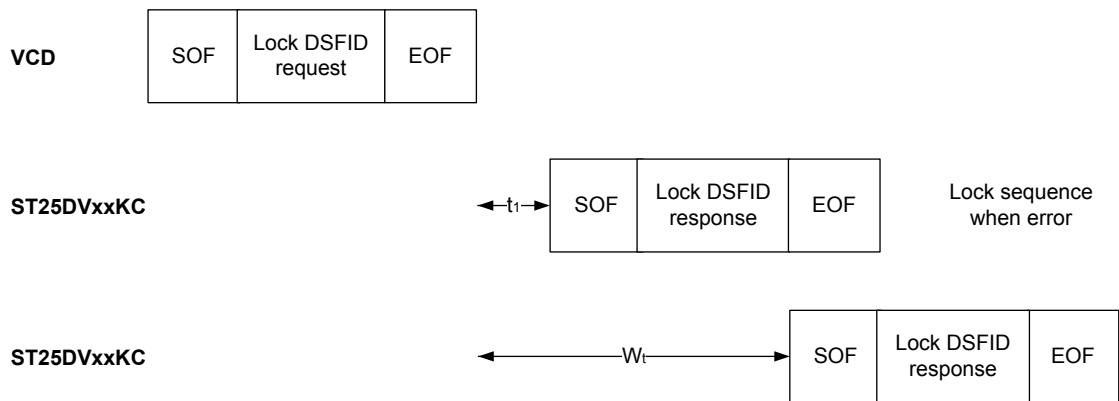 VCD
SOF
Lock DSFID
request
EOF
ST25DVxxKC
t1
SOF
Lock DSFID
response
EOF
Lock sequence
when error
ST25DVxxKC
Wt
SOF
Lock DSFID
response
EOF